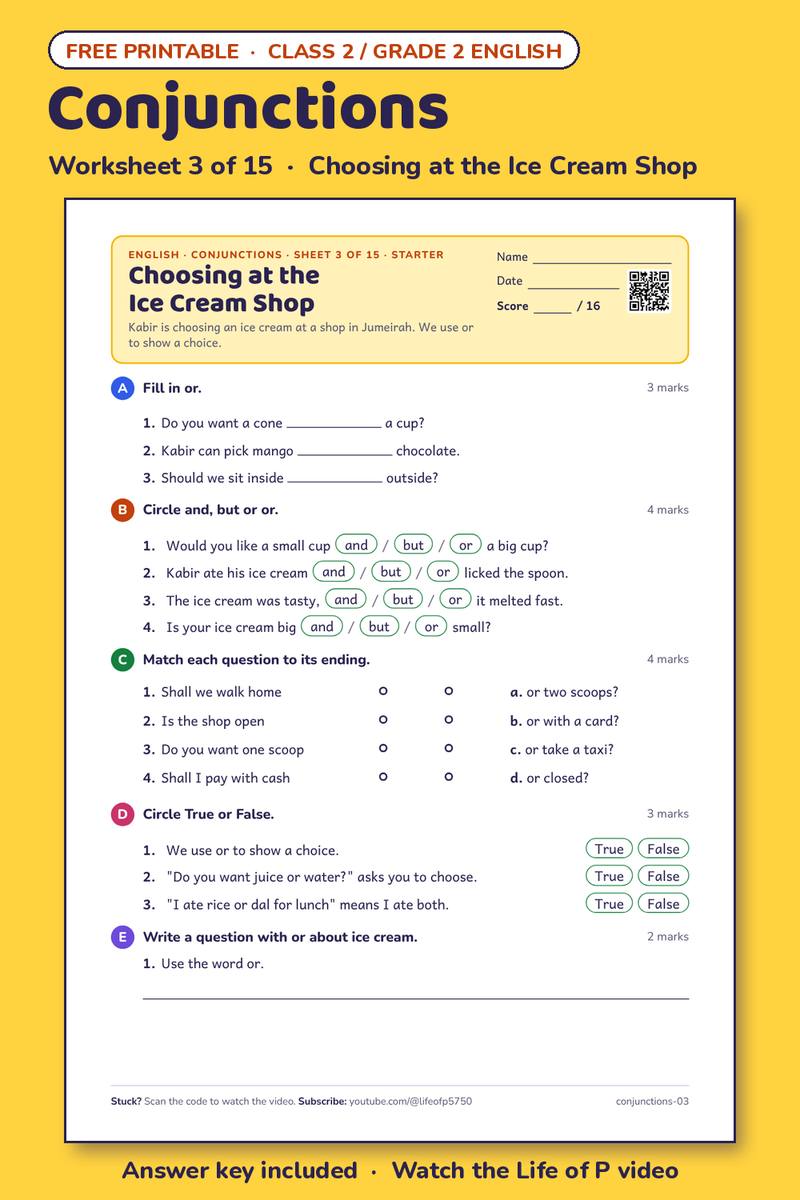 FREE PRINTABLE · CLASS 2 / GRADE 2 ENGLISH
Conjunctions
Worksheet 3 of 15 · Choosing at the Ice Cream Shop
ENGLISH · CONJUNCTIONS · SHEET 3 OF 15 · STARTER
Choosing at the
Ice Cream Shop
Kabir is choosing an ice cream at a shop in Jumeirah. We use or
to show a choice.
Name ____________
Date ____________
Score ______ / 16
A Fill in or. 3 marks
1. Do you want a cone ____________ a cup?
2. Kabir can pick mango ____________ chocolate.
3. Should we sit inside ____________ outside?
B Circle and, but or or. 4 marks
1. Would you like a small cup and / but / or a big cup?
2. Kabir ate his ice cream and / but / or licked the spoon.
3. The ice cream was tasty, and / but / or it melted fast.
4. Is your ice cream big and / but / or small?
C Match each question to its ending. 4 marks
1. Shall we walk home a. or two scoops?
2. Is the shop open b. or with a card?
3. Do you want one scoop c. or take a taxi?
4. Shall I pay with cash d. or closed?
D Circle True or False. 3 marks
1. We use or to show a choice. True False
2. "Do you want juice or water?" asks you to choose. True False
3. "I ate rice or dal for lunch" means I ate both. True False
E Write a question with or about ice cream. 2 marks
1. Use the word or.
Stuck? Scan the code to watch the video. Subscribe: youtube.com/@lifeofp5750 conjunctions-03
Answer key included · Watch the Life of P video